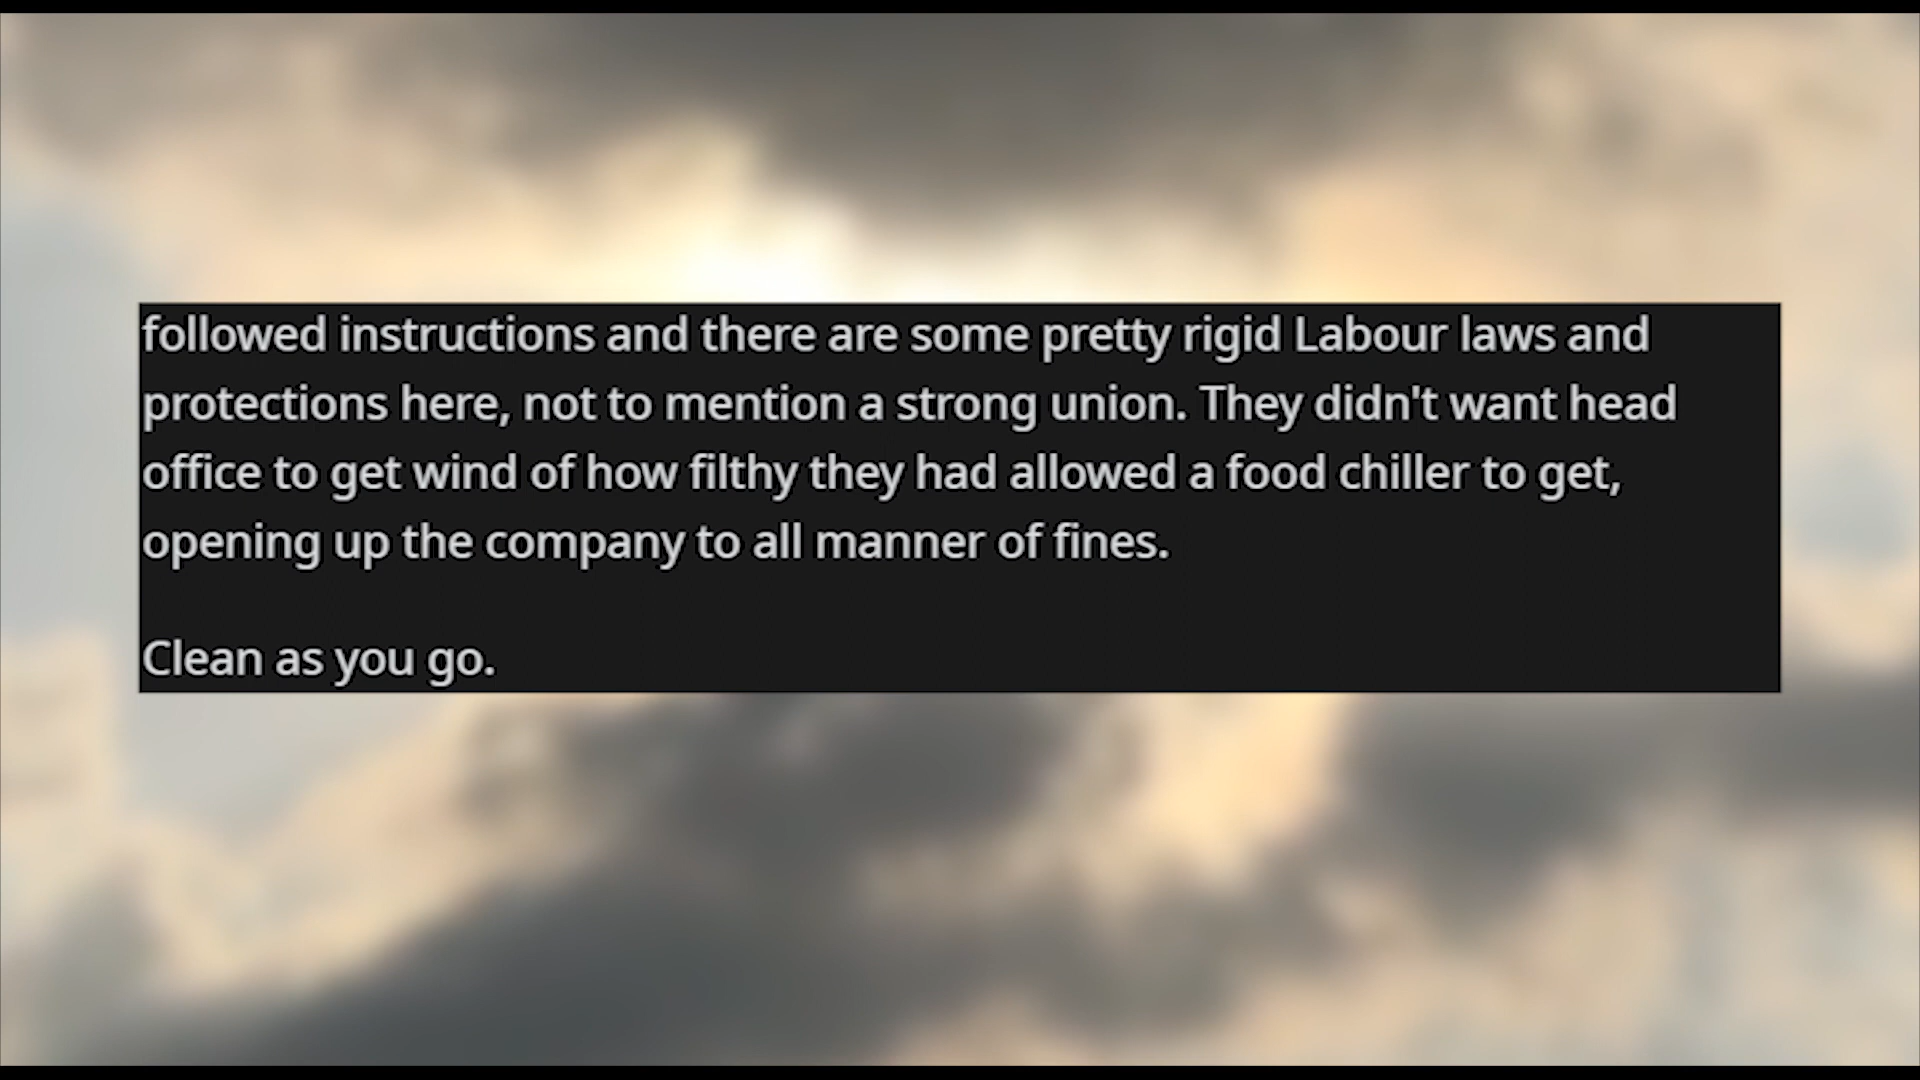 followed instructions and there are some pretty rigid Labour laws and
protections here, not to mention a strong union. They didn't want head
office to get wind of how filthy they had allowed a food chiller to get,
opening up the company to all manner of fines.
Clean as you go.